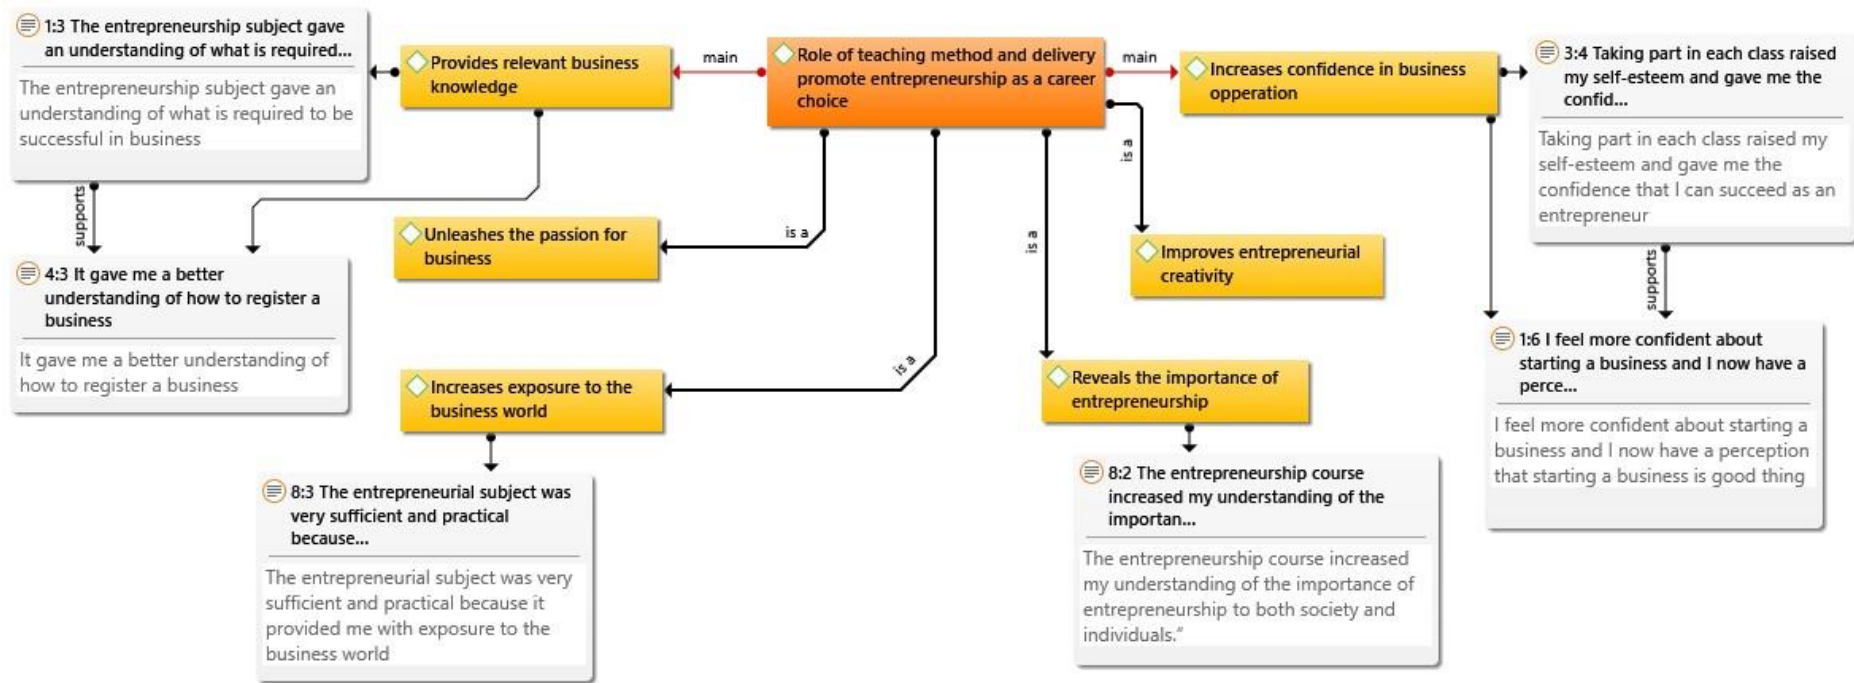 1:3 The entrepreneurship subject gave
an understanding of what is required...
The entrepreneurship subject gave an
understanding of what is required to be
successful in business
supports
4:3 It gave me a better
understanding of how to register a
business
It gave me a better understanding of
how to register a business
Provides relevant business
knowledge
main
Role of teaching method and delivery
promote entrepreneurship as a career
choice
main
Increases confidence in business
opperation
3:4 Taking part in each class raised
my self-esteem and gave me the
confid...
Taking part in each class raised my
self-esteem and gave me the
confidence that I can succeed as an
entrepreneur
supports
1:6 I feel more confident about
starting a business and I now have a
perce...
I feel more confident about starting a
business and I now have a perception
that starting a business is good thing
is a
Unleashes the passion for
business
is a
Increases exposure to the
business world
8:3 The entrepreneurial subject was
very sufficient and practical
because...
The entrepreneurial subject was very
sufficient and practical because it
provided me with exposure to the
business world
is a
Reveals the importance of
entrepreneurship
8:2 The entrepreneurship course
increased my understanding of the
importan...
The entrepreneurship course increased
my understanding of the importance of
entrepreneurship to both society and
individuals.”
is a
Improves entrepreneurial
creativity